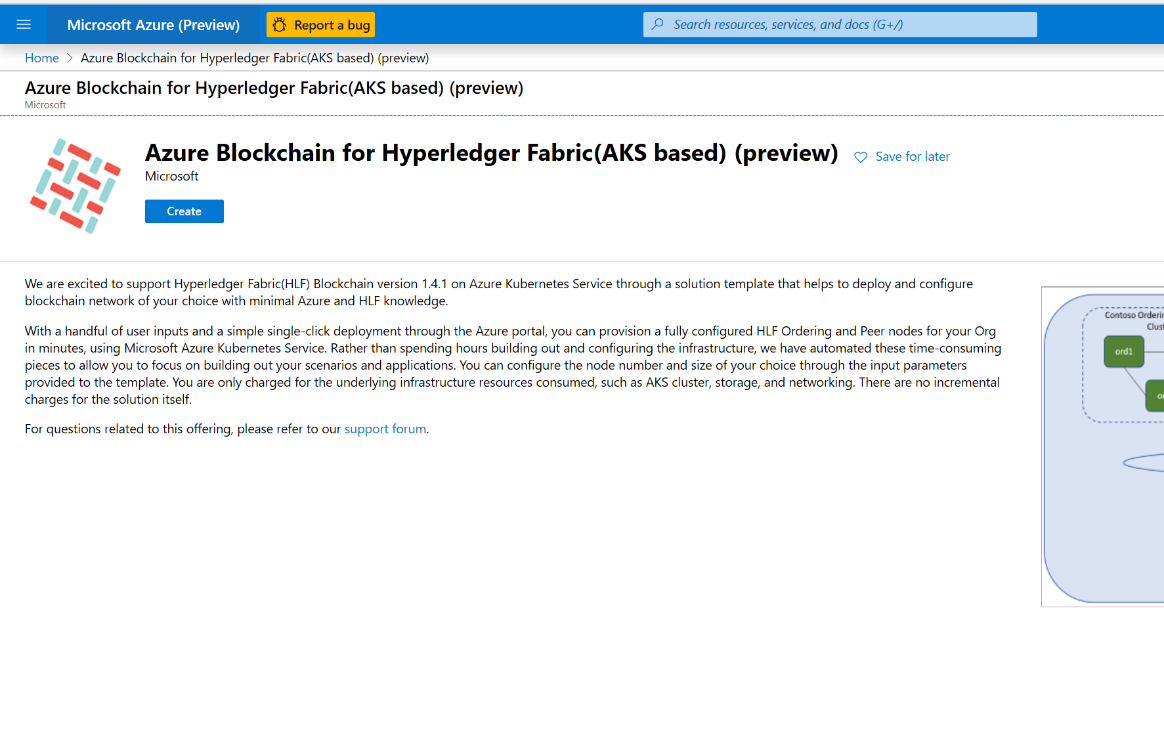 Microsoft Azure (Preview)
Report a bug
Search resources, services, and docs (G+/)
Home > Azure Blockchain for Hyperledger Fabric(AKS based) (preview)
Azure Blockchain for Hyperledger Fabric(AKS based) (preview)
Microsoft
Azure Blockchain for Hyperledger Fabric(AKS based) (preview)
Save for later
Microsoft
Create
We are excited to support Hyperledger Fabric(HLF) Blockchain version 1.4.1 on Azure Kubernetes Service through a solution template that helps to deploy and configure
blockchain network of your choice with minimal Azure and HLF knowledge.
With a handful of user inputs and a simple single-click deployment through the Azure portal, you can provision a fully configured HLF Ordering and Peer nodes for your Org
in minutes, using Microsoft Azure Kubernetes Service. Rather than spending hours building out and configuring the infrastructure, we have automated these time-consuming
pieces to allow you to focus on building out your scenarios and applications. You can configure the node number and size of your choice through the input parameters
provided to the template. You are only charged for the underlying infrastructure resources consumed, such as AKS cluster, storage, and networking. There are no incremental
charges for the solution itself.
For questions related to this offering, please refer to our support forum.
Contoso
ord1